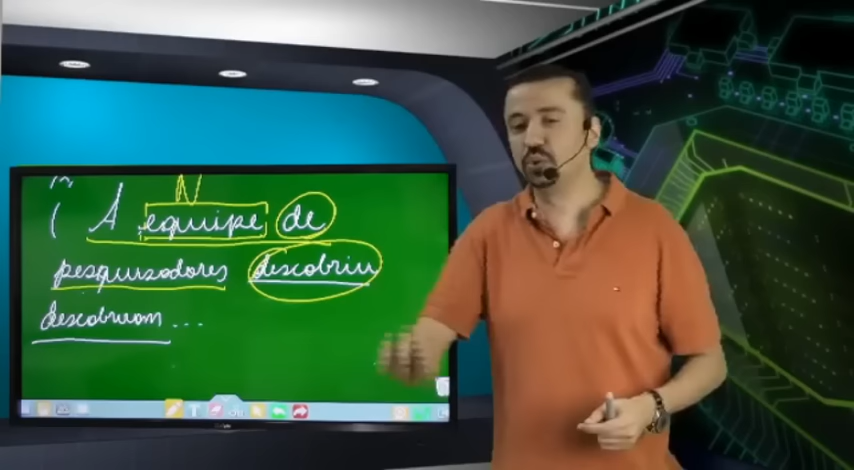 N
( A equipe de
pesquisadores descobriu
descobriram ...